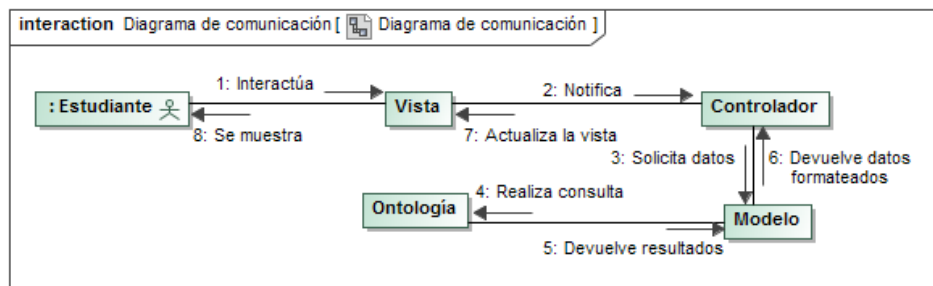 interaction Diagrama de comunicación [ Diagrama de comunicación ]
1: Interactúa
2: Notifica
: Estudiante
Vista
Controlador
8: Se muestra
7: Actualiza la vista
3: Solicita datos
6: Devuelve datos
formateados
4: Realiza consulta
Ontología
Modelo
5: Devuelve resultados